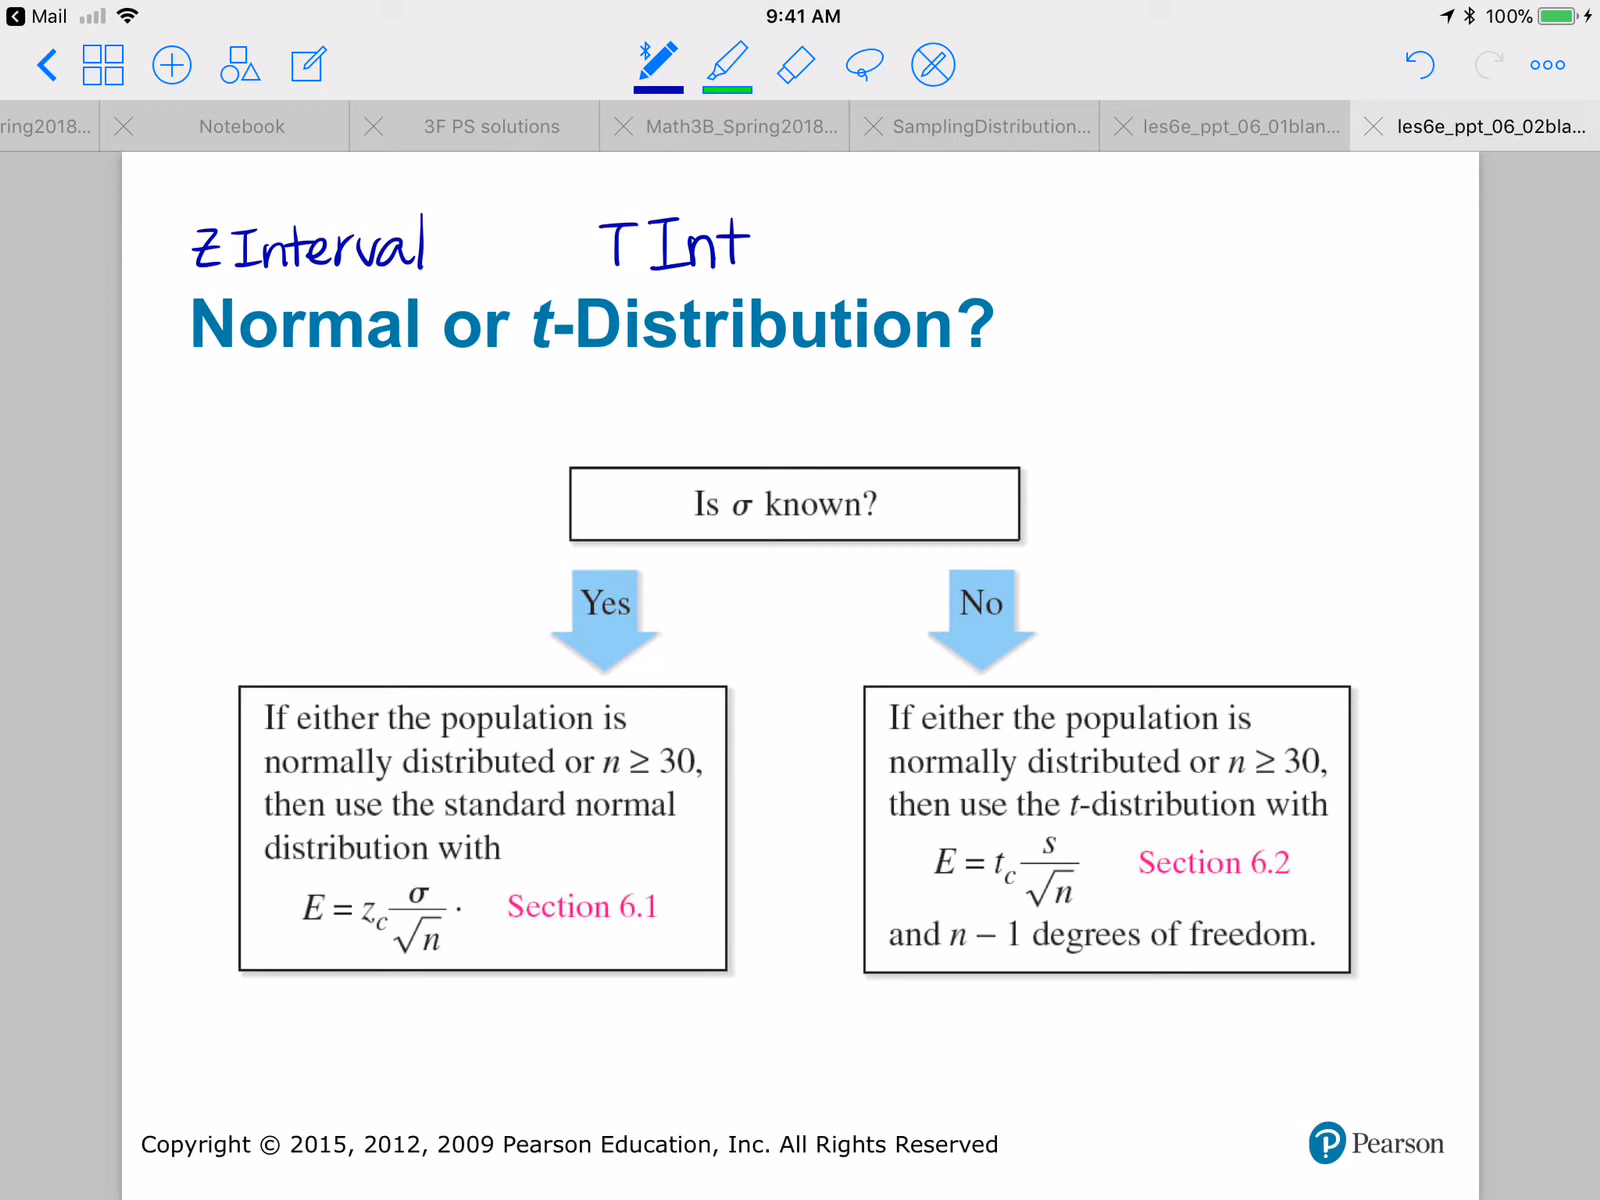 Mail 9:41 AM 100%
ring2018... Notebook 3F PS solutions Math3B_Spring2018... SamplingDistribution... les6e_ppt_06_01blan... les6e_ppt_06_02bla...
Z Interval T Int
Normal or t-Distribution?
Is σ known?
Yes
No
If either the population is
normally distributed or n ≥ 30,
then use the standard normal
distribution with
E = z_c σ/√n . Section 6.1
If either the population is
normally distributed or n ≥ 30,
then use the t-distribution with
E = t_c s/√n Section 6.2
and n − 1 degrees of freedom.
Copyright © 2015, 2012, 2009 Pearson Education, Inc. All Rights Reserved
P Pearson